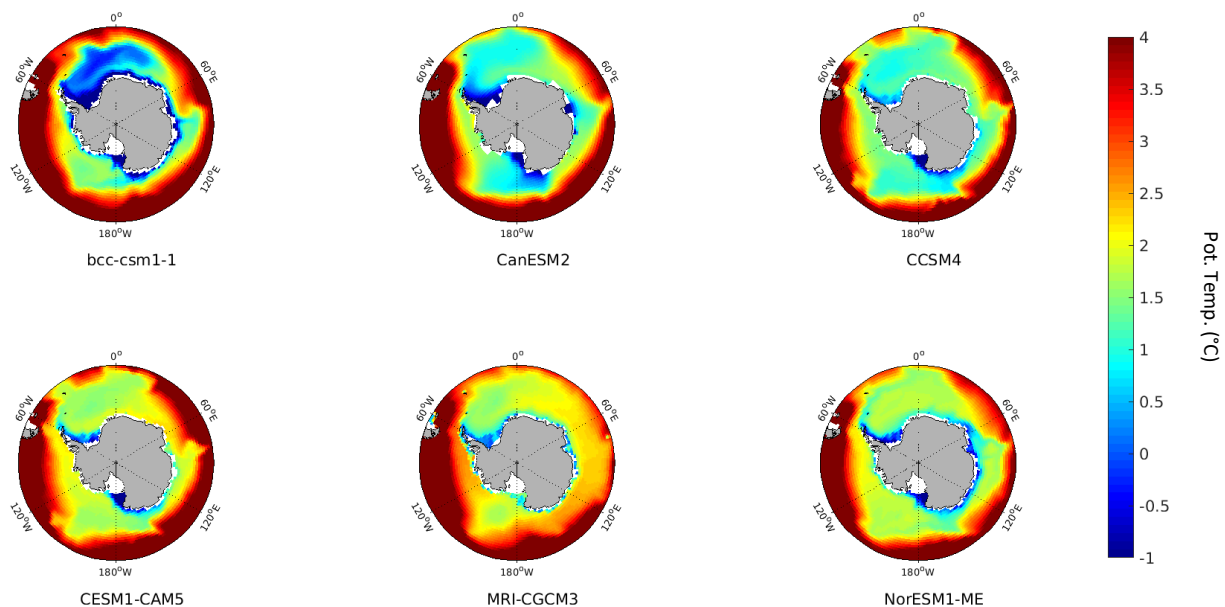 0°
60°W
60°E
120°W
120°E
180°W
bcc-csm1-1
0°
60°W
60°E
120°W
120°E
180°W
CanESM2
0°
60°W
60°E
120°W
120°E
180°W
CCSM4
0°
60°W
60°E
120°W
120°E
180°W
CESM1-CAM5
0°
60°W
60°E
120°W
120°E
180°W
MRI-CGCM3
0°
60°W
60°E
120°W
120°E
180°W
NorESM1-ME
4
3.5
3
2.5
2
1.5
1
0.5
0
-0.5
-1
Pot. Temp. (°C)